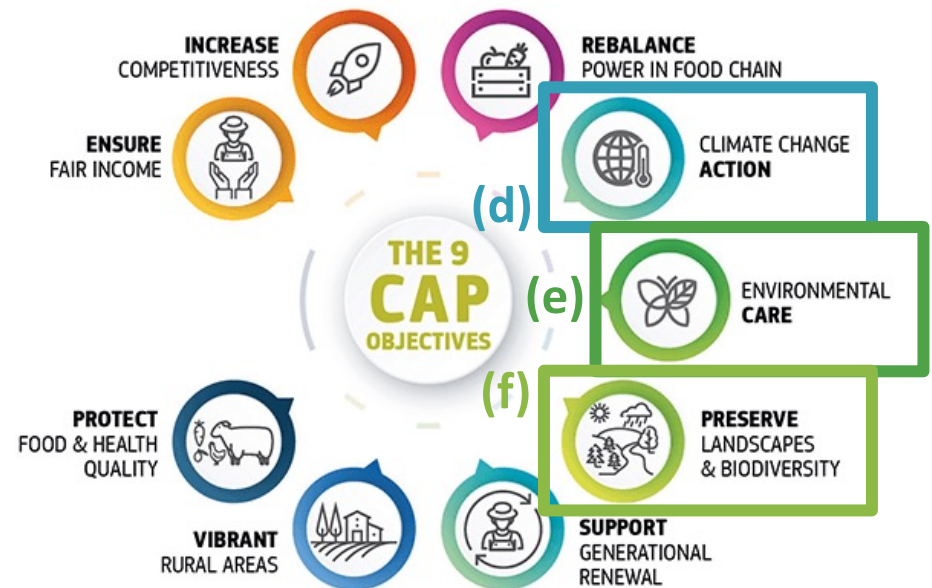 INCREASE
COMPETITIVENESS
REBALANCE
POWER IN FOOD CHAIN
ENSURE
FAIR INCOME
CLIMATE CHANGE
ACTION
(d)
THE 9
CAP
OBJECTIVES
(e)
ENVIRONMENTAL
CARE
(f)
PROTECT
FOOD & HEALTH
QUALITY
PRESERVE
LANDSCAPES
& BIODIVERSITY
VIBRANT
RURAL AREAS
SUPPORT
GENERATIONAL
RENEWAL